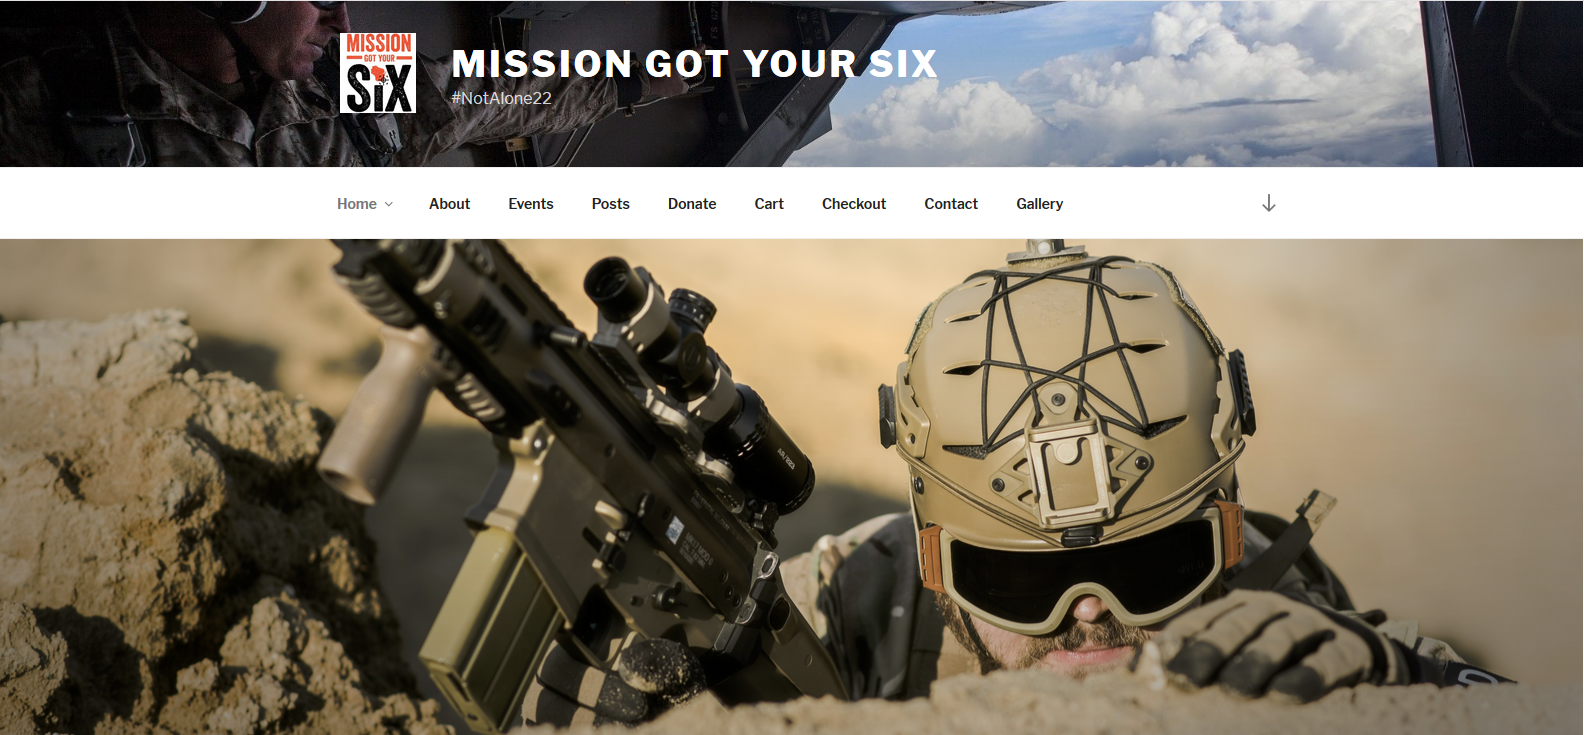 MISSION
GOT YOUR
SiX
MISSION GOT YOUR SIX
#NotAlone22
Home
About
Events
Posts
Donate
Cart
Checkout
Contact
Gallery